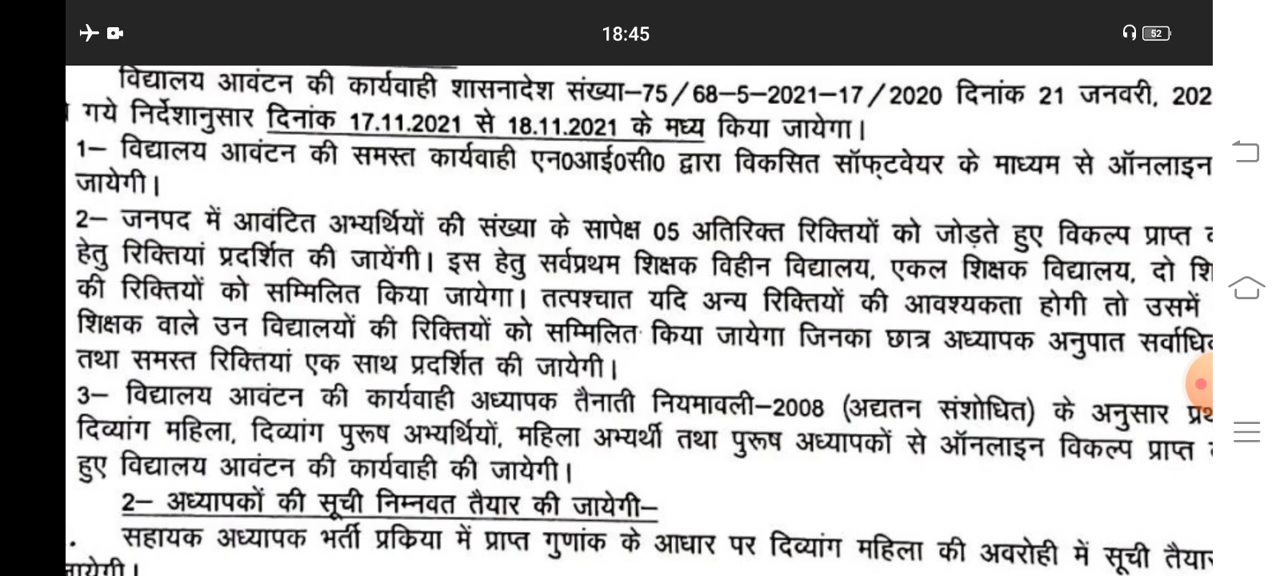 18:45
52
विद्यालय आवंटन की कार्यवाही शासनादेश संख्या–75/68–5–2021–17/2020 दिनांक 21 जनवरी, 202
गये निर्देशानुसार दिनांक 17.11.2021 से 18.11.2021 के मध्य किया जायेगा।
1– विद्यालय आवंटन की समस्त कार्यवाही एन0आई0सी0 द्वारा विकसित सॉफ्टवेयर के माध्यम से ऑनलाइन
जायेगी।
2– जनपद में आवंटित अभ्यर्थियों की संख्या के सापेक्ष 05 अतिरिक्त रिक्तियों को जोड़ते हुए विकल्प प्राप्त
हेतु रिक्तियां प्रदर्शित की जायेंगी। इस हेतु सर्वप्रथम शिक्षक विहीन विद्यालय, एकल शिक्षक विद्यालय, दो शि
की रिक्तियों को सम्मिलित किया जायेगा। तत्पश्चात यदि अन्य रिक्तियों की आवश्यकता होगी तो उसमें
शिक्षक वाले उन विद्यालयों की रिक्तियों को सम्मिलित किया जायेगा जिनका छात्र अध्यापक अनुपात सर्वाधि
तथा समस्त रिक्तियां एक साथ प्रदर्शित की जायेगी।
3– विद्यालय आवंटन की कार्यवाही अध्यापक तैनाती नियमावली–2008 (अद्यतन संशोधित) के अनुसार प्र
दिव्यांग महिला, दिव्यांग पुरूष अभ्यर्थियों, महिला अभ्यर्थी तथा पुरूष अध्यापकों से ऑनलाइन विकल्प प्राप्त
हुए विद्यालय आवंटन की कार्यवाही की जायेगी।
2– अध्यापकों की सूची निम्नवत तैयार की जायेगी–
सहायक अध्यापक भर्ती प्रकिया में प्राप्त गुणांक के आधार पर दिव्यांग महिला की अवरोही में सूची तैयार